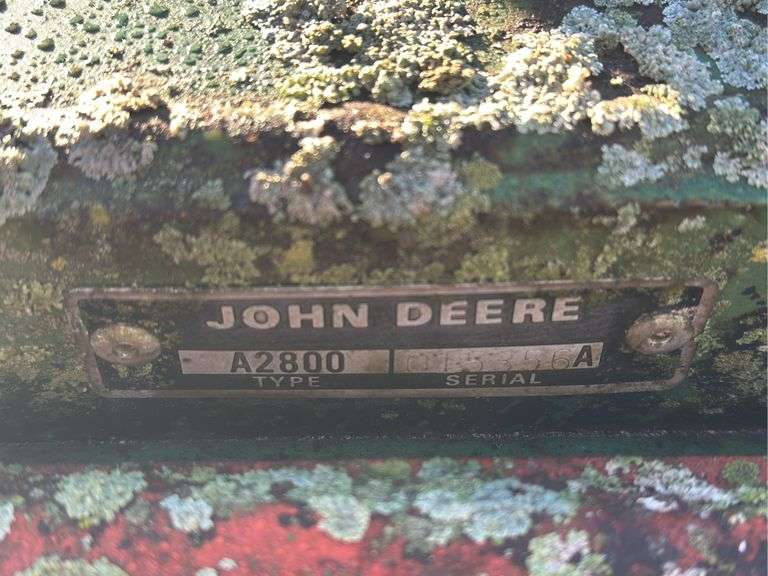 JOHN DEERE
A2800 A
TYPE SERIAL